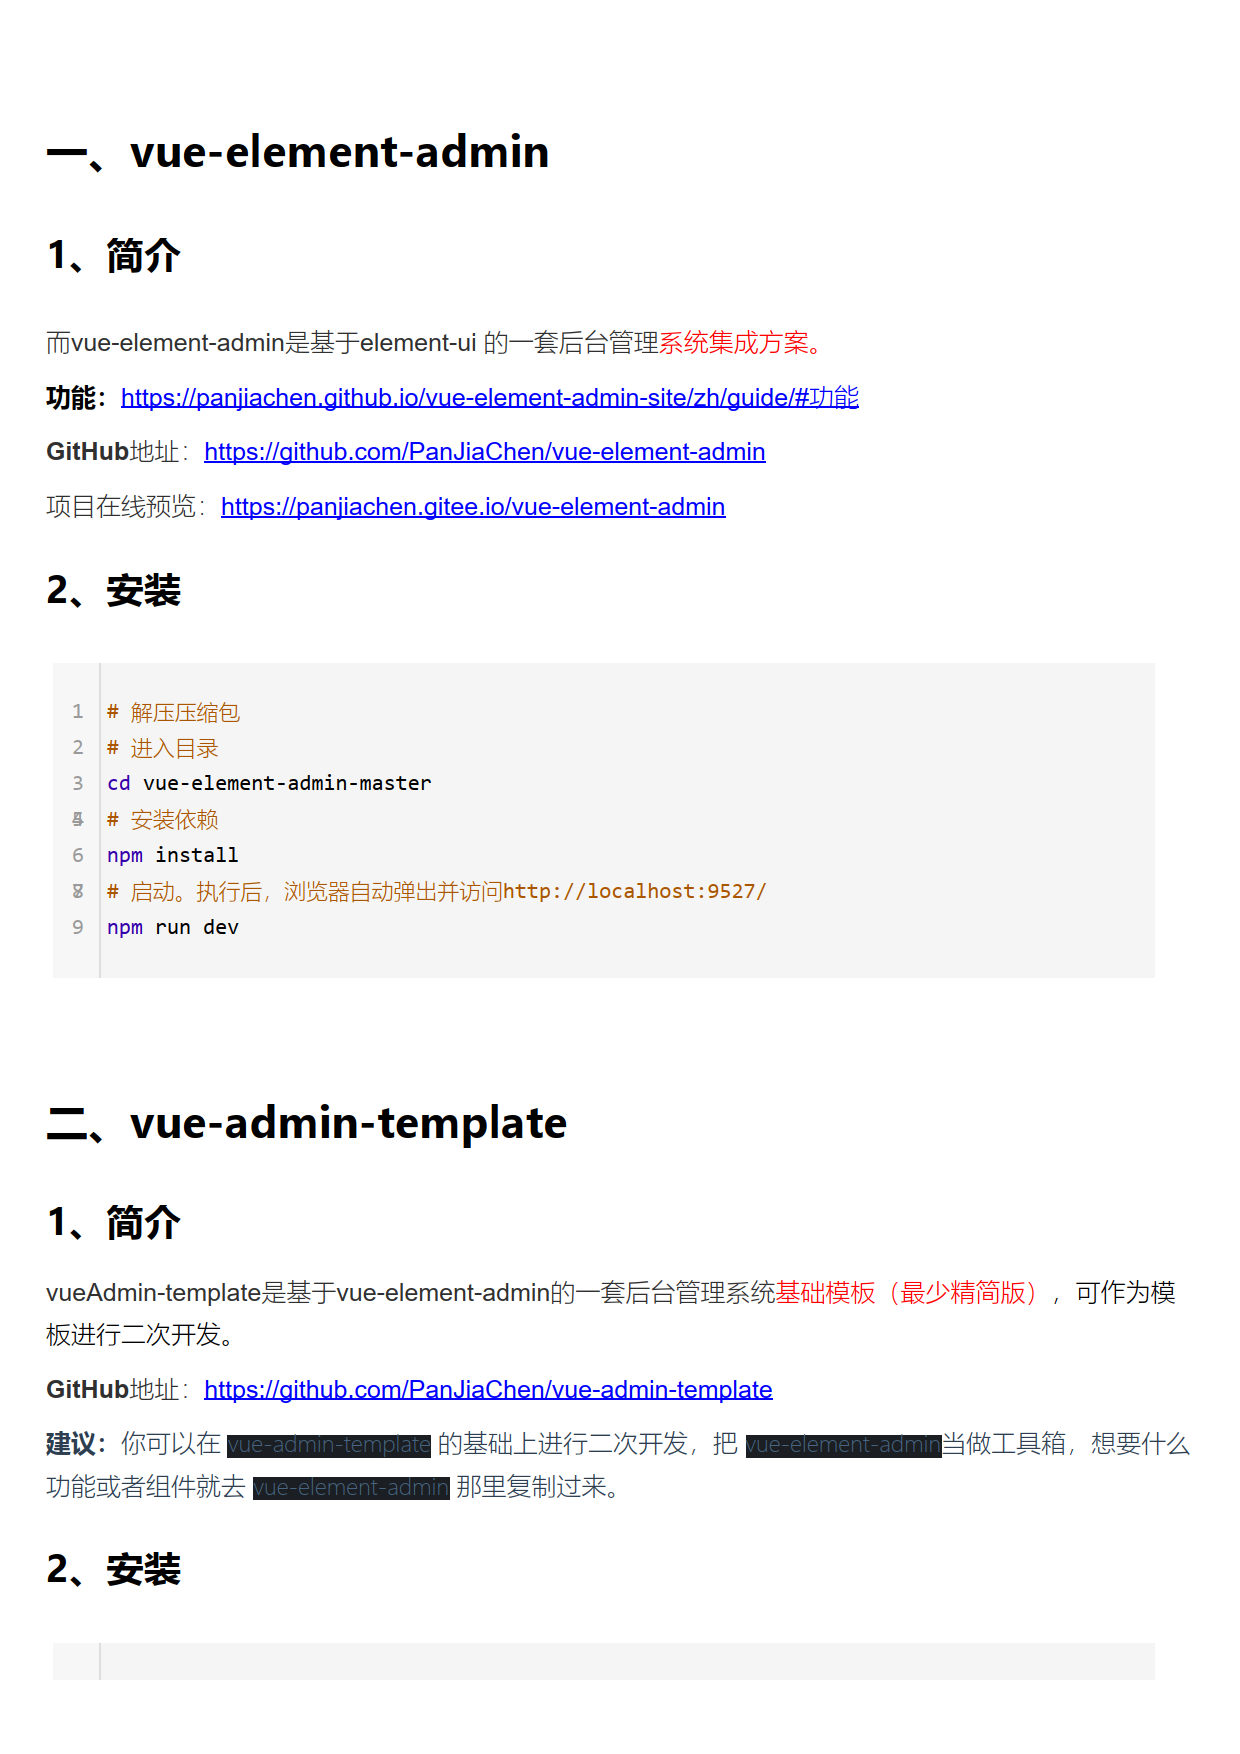 一、vue-element-admin
1、简介
而vue-element-admin是基于element-ui 的一套后台管理系统集成方案。
功能：https://panjiachen.github.io/vue-element-admin-site/zh/guide/#功能
GitHub地址：https://github.com/PanJiaChen/vue-element-admin
项目在线预览：https://panjiachen.gitee.io/vue-element-admin
2、安装
1 # 解压压缩包
2 # 进入目录
3 cd vue-element-admin-master
# 安装依赖
6 npm install
# 启动。执行后，浏览器自动弹出并访问http://localhost:9527/
9 npm run dev
二、vue-admin-template
1、简介
vueAdmin-template是基于vue-element-admin的一套后台管理系统基础模板（最少精简版），可作为模
板进行二次开发。
GitHub地址：https://github.com/PanJiaChen/vue-admin-template
建议：你可以在 vue-admin-template 的基础上进行二次开发，把 vue-element-admin当做工具箱，想要什么
功能或者组件就去 vue-element-admin 那里复制过来。
2、安装